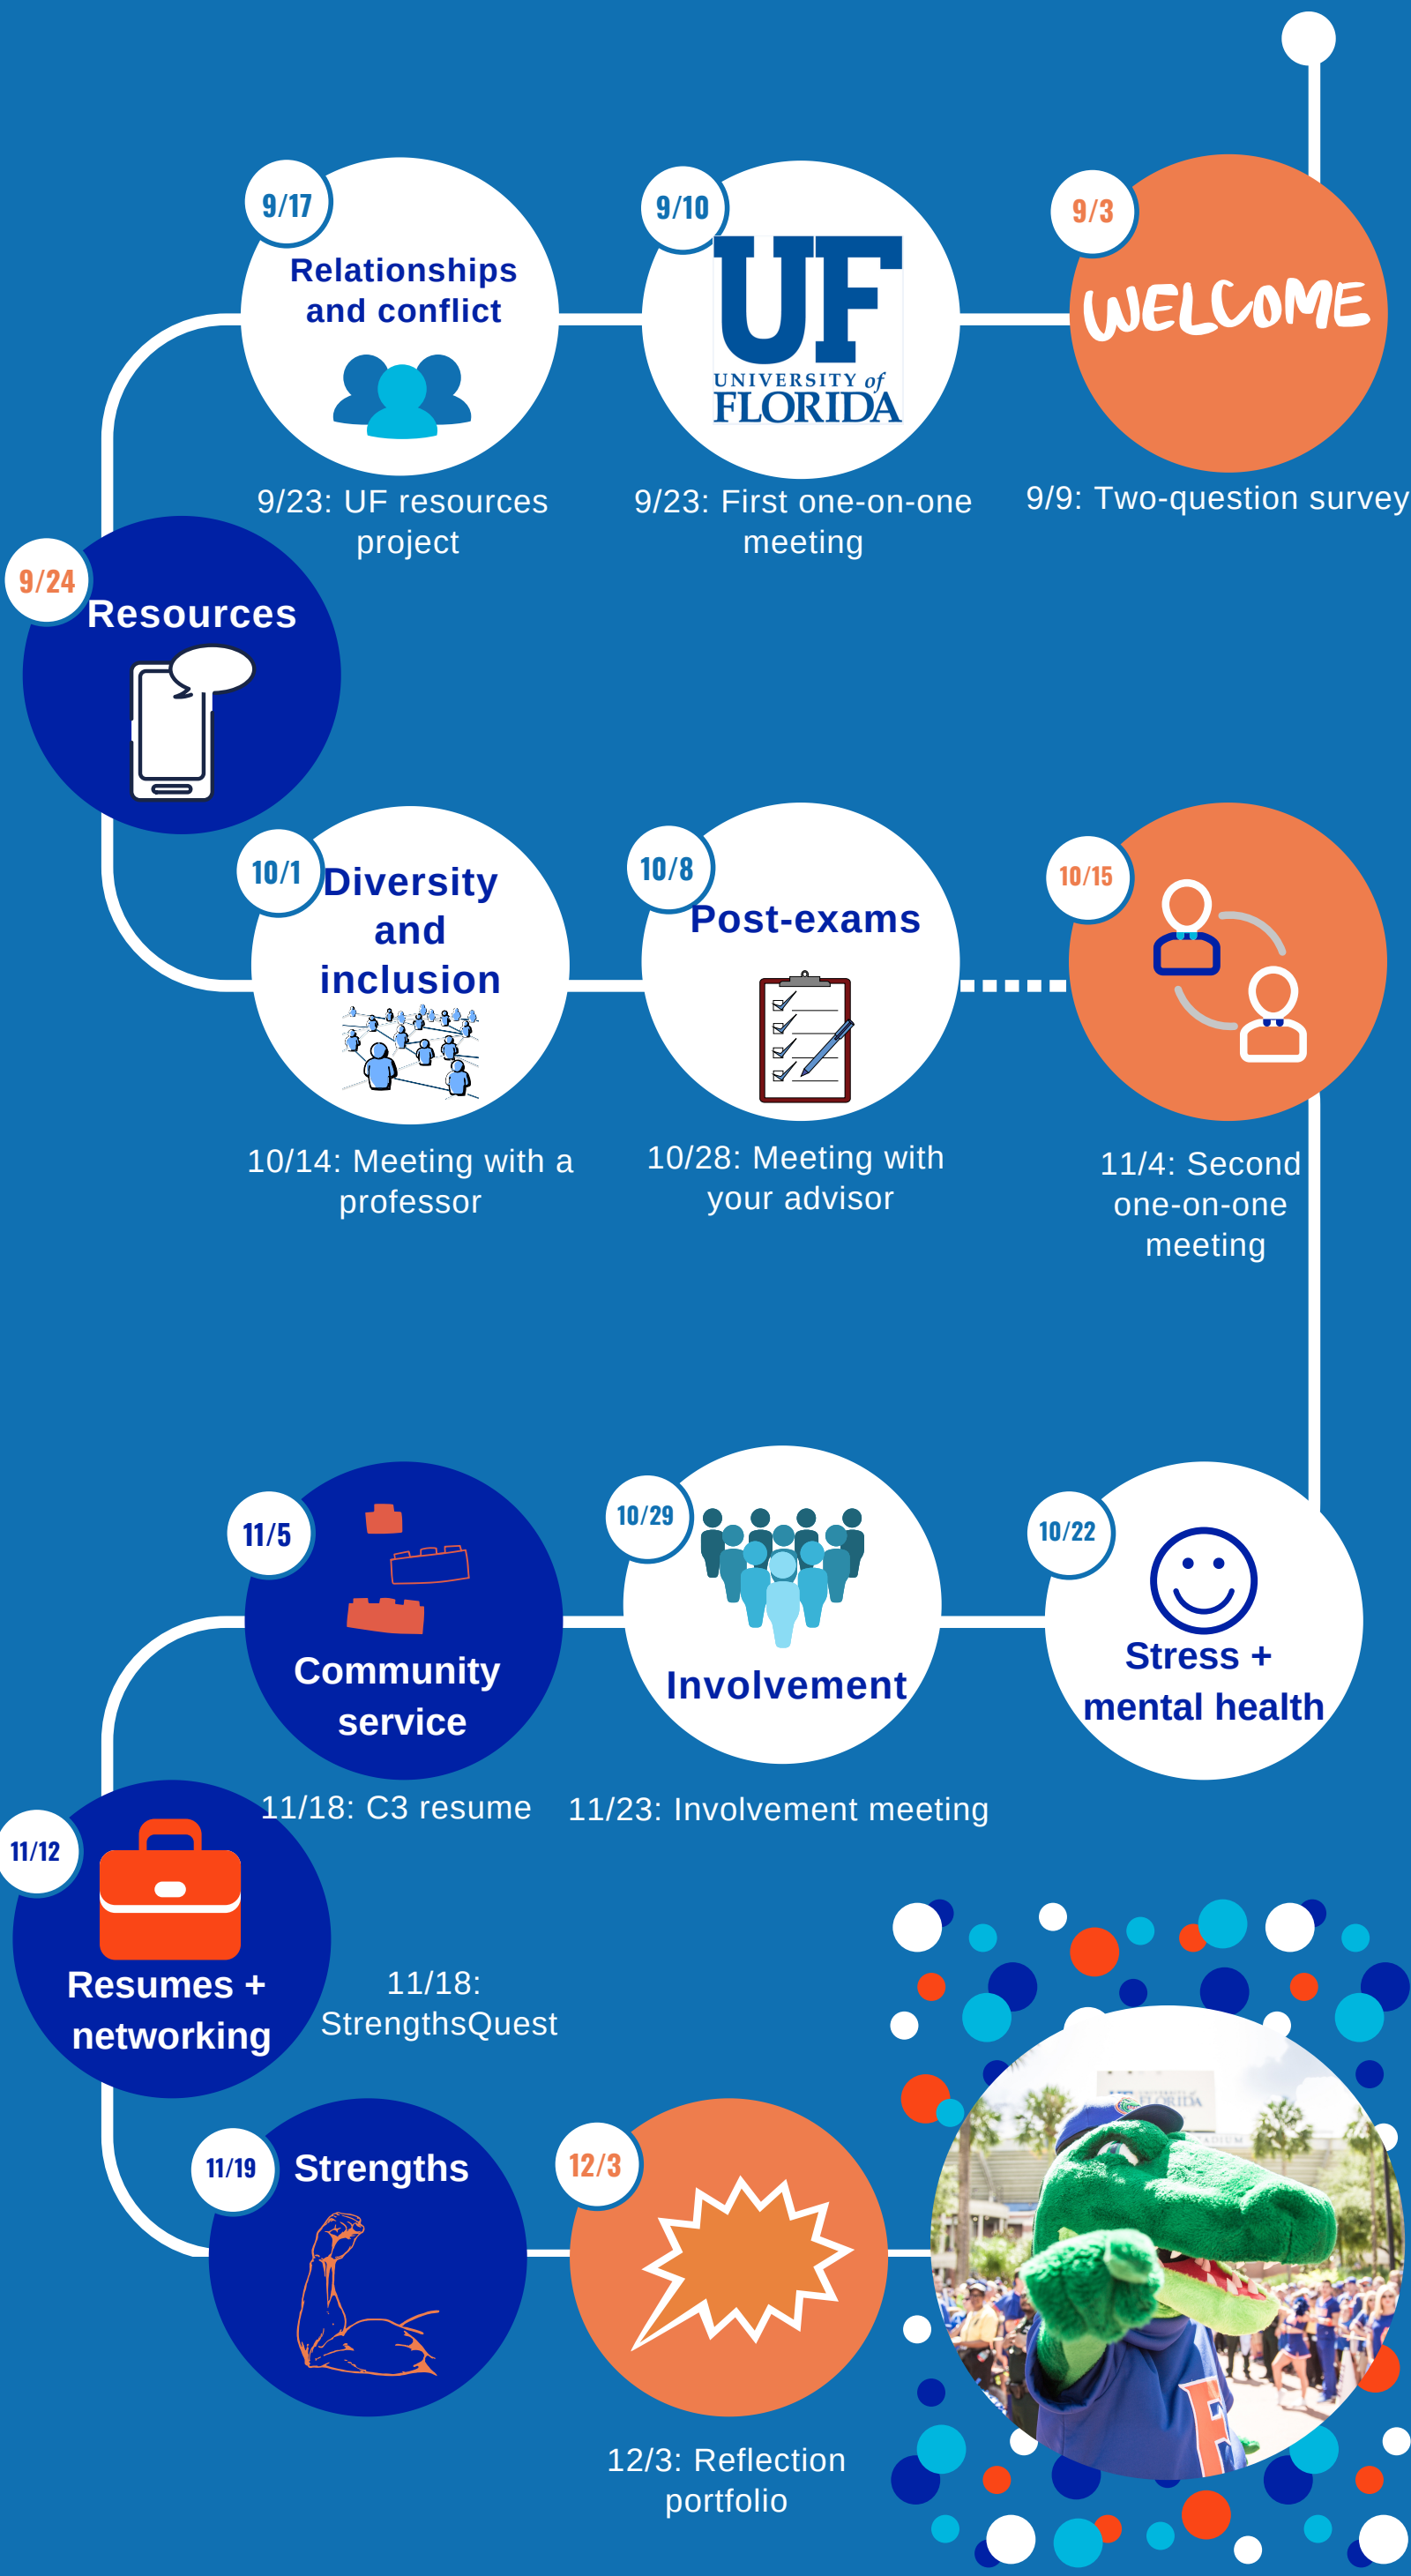 9/3
WELCOME
9/9: Two-question survey
9/10
UF
UNIVERSITY of
FLORIDA
9/23: First one-on-one
meeting
9/17
Relationships
and conflict
9/23: UF resources
project
9/24
Resources
10/1
Diversity
and
inclusion
10/14: Meeting with a
professor
10/8
Post-exams
10/28: Meeting with
your advisor
10/15
11/4: Second
one-on-one
meeting
10/22
Stress +
mental health
10/29
Involvement
11/23: Involvement meeting
11/5
Community
service
11/18: C3 resume
11/12
Resumes +
networking
11/18:
StrengthsQuest
11/19
Strengths
12/3
12/3: Reflection
portfolio
UF UNIVERSITY of
FLORIDA
F